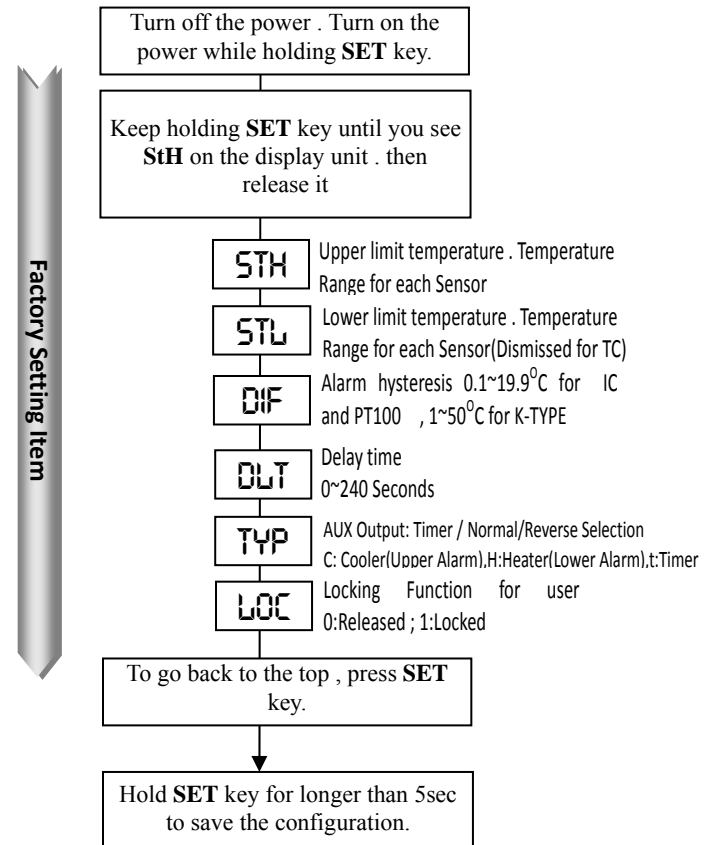 Turn off the power . Turn on the
power while holding SET key.
Keep holding SET key until you see
StH on the display unit . then
release it
Factory Setting Item
STH
Upper limit temperature . Temperature
Range for each Sensor
STL
Lower limit temperature . Temperature
Range for each Sensor(Dismissed for TC)
DIF
Alarm hysteresis 0.1~19.9⁰C for IC
and PT100 , 1~50⁰C for K-TYPE
DLT
Delay time
0~240 Seconds
TYP
AUX Output: Timer / Normal/Reverse Selection
C: Cooler(Upper Alarm),H:Heater(Lower Alarm),t:Timer
LOC
Locking Function for user
0:Released ; 1:Locked
To go back to the top , press SET
key.
Hold SET key for longer than 5sec
to save the configuration.